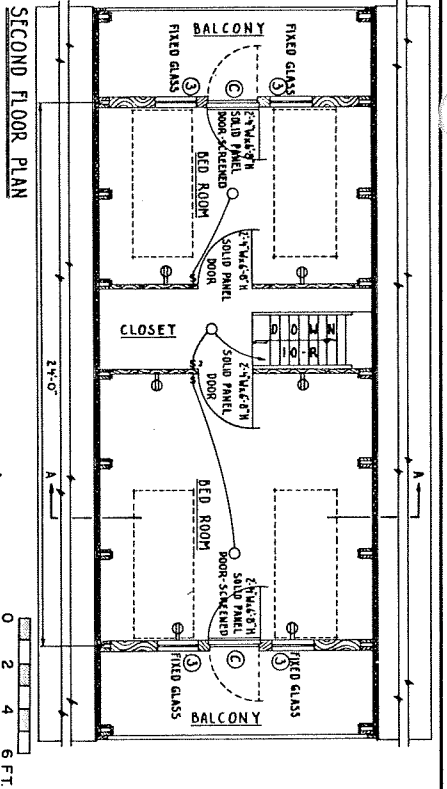 BALCONY
FIXED GLASS
FIXED GLASS
3
C
3
2'-4"Wx6'-8"H
SOLID PANEL
DOOR-SCREENED
BED ROOM
2'-4"Wx6'-8"H
SOLID PANEL
DOOR
S
CLOSET
DOWN
10-R
2'-4"Wx6'-8"H
SOLID PANEL
DOOR
BED ROOM
A
A
2'-4"Wx6'-8"H
SOLID PANEL
DOOR-SCREENED
3
C
3
FIXED GLASS
FIXED GLASS
BALCONY
24'-0"
SECOND FLOOR PLAN
0 2 4 6 FT.